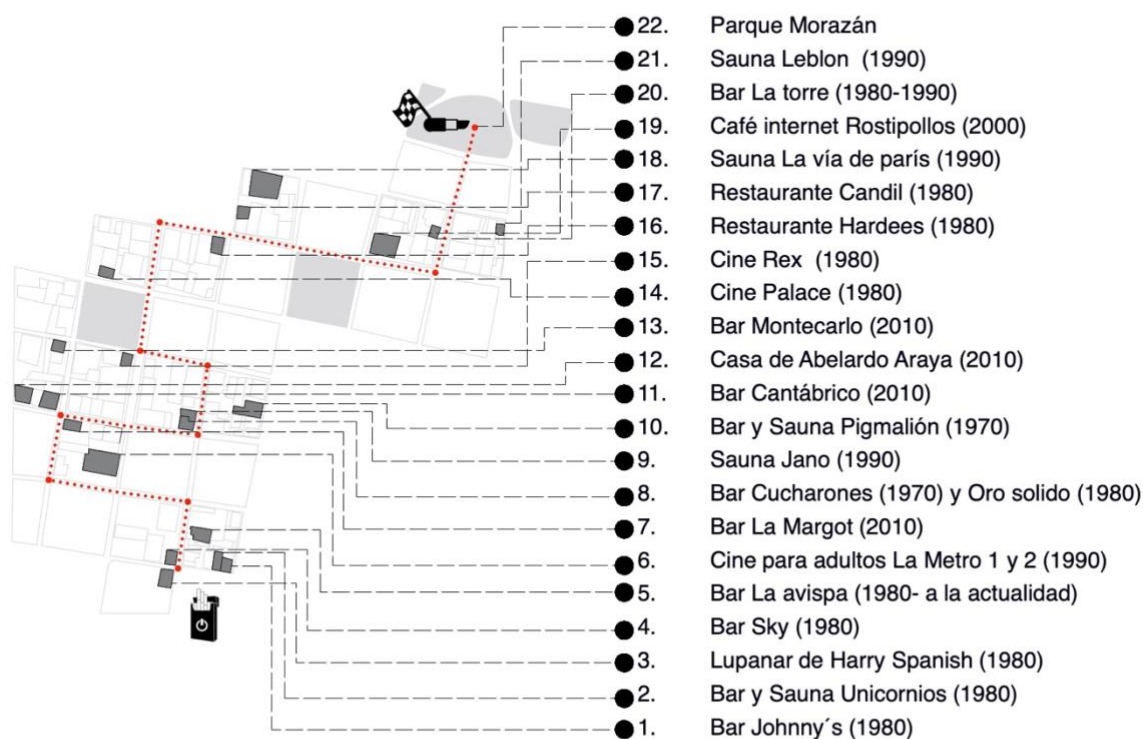 22. Parque Morazán
21. Sauna Leblon (1990)
20. Bar La torre (1980-1990)
19. Café internet Rostipollos (2000)
18. Sauna La vía de parís (1990)
17. Restaurante Candil (1980)
16. Restaurante Hardees (1980)
15. Cine Rex (1980)
14. Cine Palace (1980)
13. Bar Montecarlo (2010)
12. Casa de Abelardo Araya (2010)
11. Bar Cantábrico (2010)
10. Bar y Sauna Pigmalión (1970)
9. Sauna Jano (1990)
8. Bar Cucharones (1970) y Oro solido (1980)
7. Bar La Margot (2010)
6. Cine para adultos La Metro 1 y 2 (1990)
5. Bar La avispa (1980- a la actualidad)
4. Bar Sky (1980)
3. Lupanar de Harry Spanish (1980)
2. Bar y Sauna Unicornios (1980)
1. Bar Johnny´s (1980)